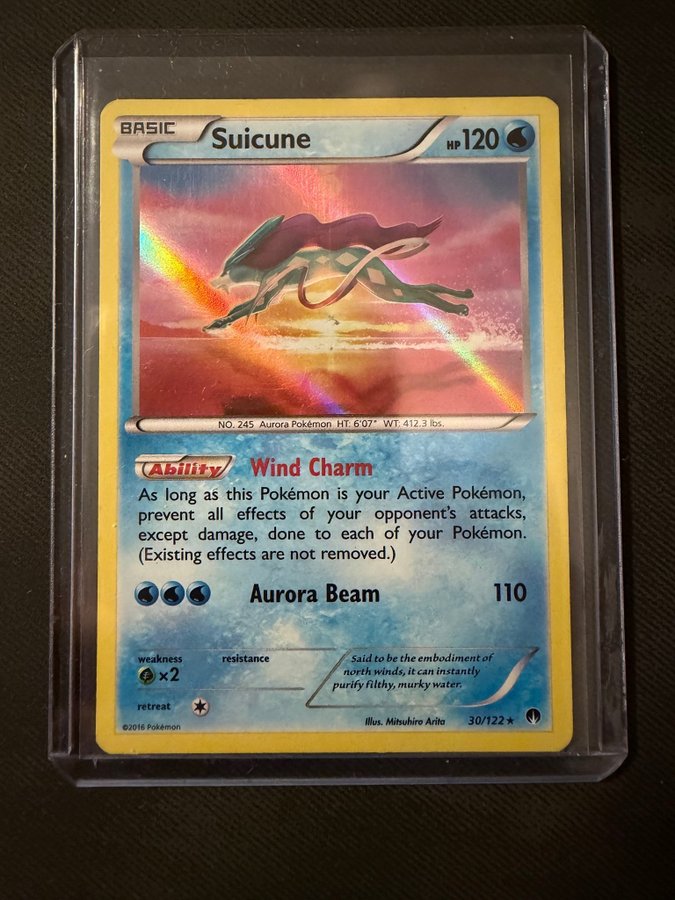 BASIC Suicune HP 120
NO. 245 Aurora Pokémon HT: 6'07" WT: 412.3 lbs.
Ability Wind Charm
As long as this Pokémon is your Active Pokémon,
prevent all effects of your opponent's attacks,
except damage, done to each of your Pokémon.
(Existing effects are not removed.)
Aurora Beam 110
weakness resistance
×2
Said to be the embodiment of
north winds, it can instantly
purify filthy, murky water.
retreat
©2016 Pokémon
Illus. Mitsuhiro Arita 30/122 ★